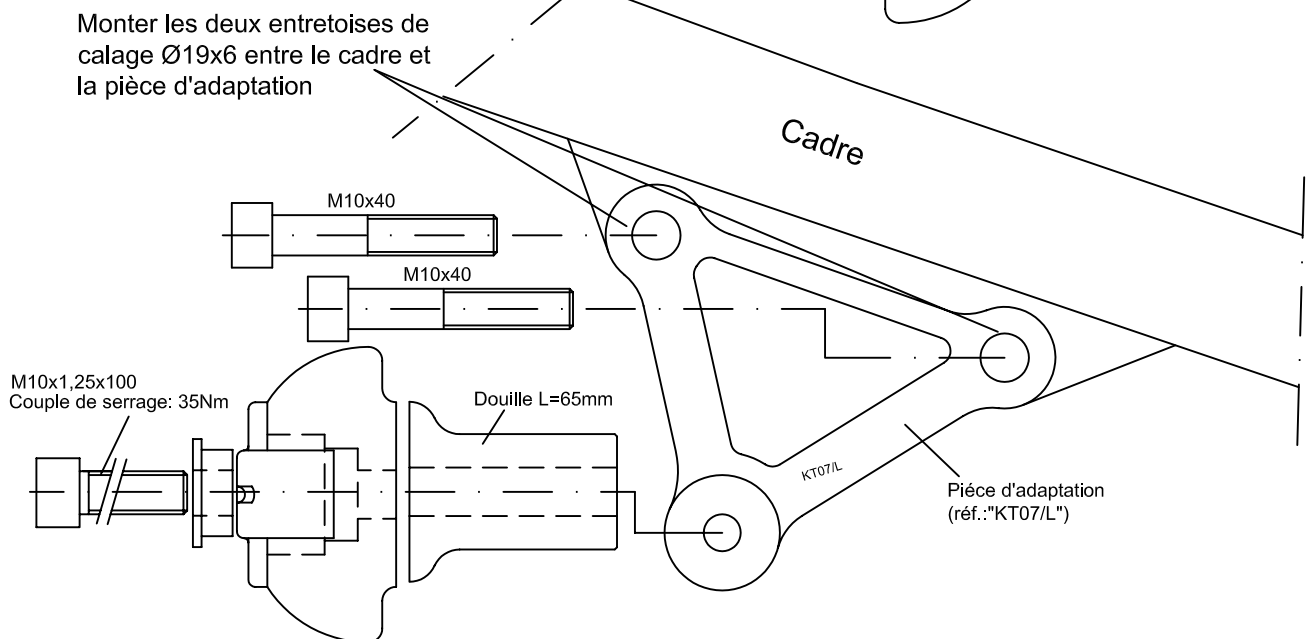 Monter les deux entretoises de
calage Ø19x6 entre le cadre et
la pièce d'adaptation
Cadre
M10x40
M10x40
M10x1,25x100
Couple de serrage: 35Nm
Douille L=65mm
KT07/L
Piéce d'adaptation
(réf.:"KT07/L")